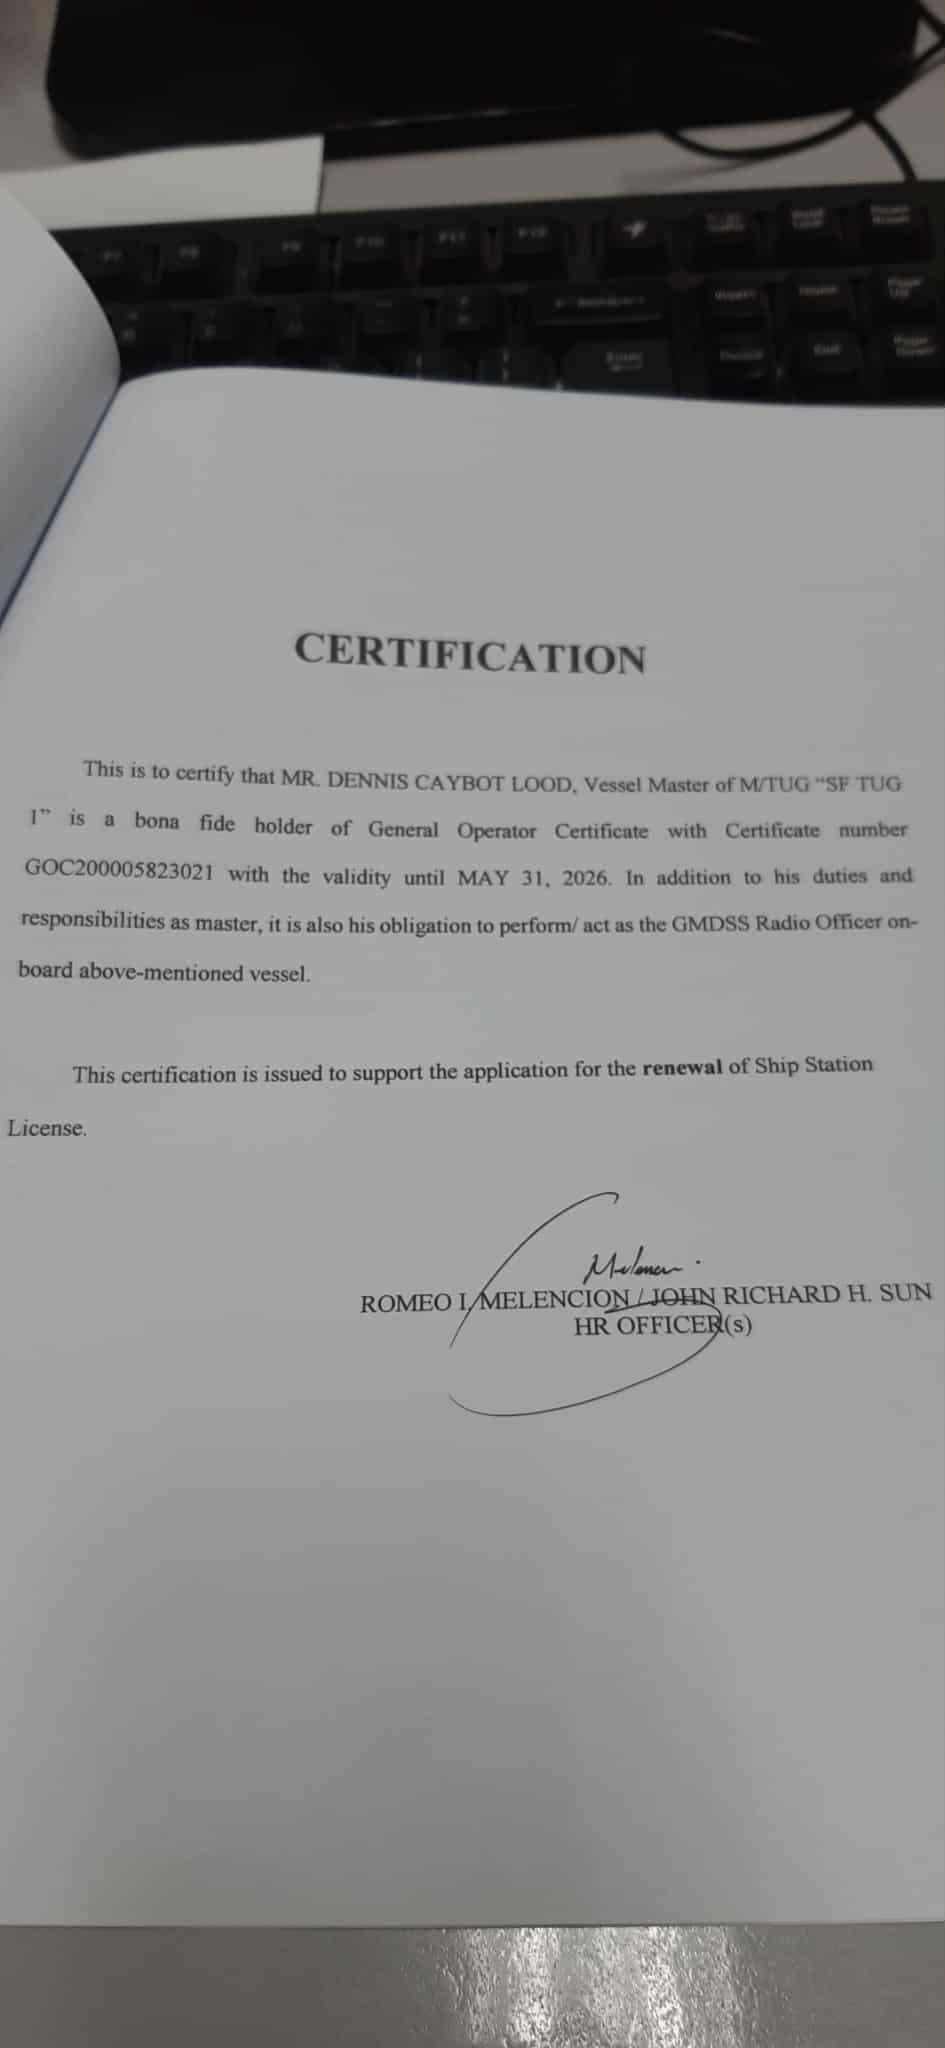 F9
F10
F11
F12
CERTIFICATION
This is to certify that MR. DENNIS CAYBOT LOOD, Vessel Master of M/TUG “SF TUG
1” is a bona fide holder of General Operator Certificate with Certificate number
GOC200005823021 with the validity until MAY 31, 2026. In addition to his duties and
responsibilities as master, it is also his obligation to perform/ act as the GMDSS Radio Officer on-
board above-mentioned vessel.
This certification is issued to support the application for the renewal of Ship Station
License.
ROMEO I. MELENCION / JOHN RICHARD H. SUN
HR OFFICER(s)